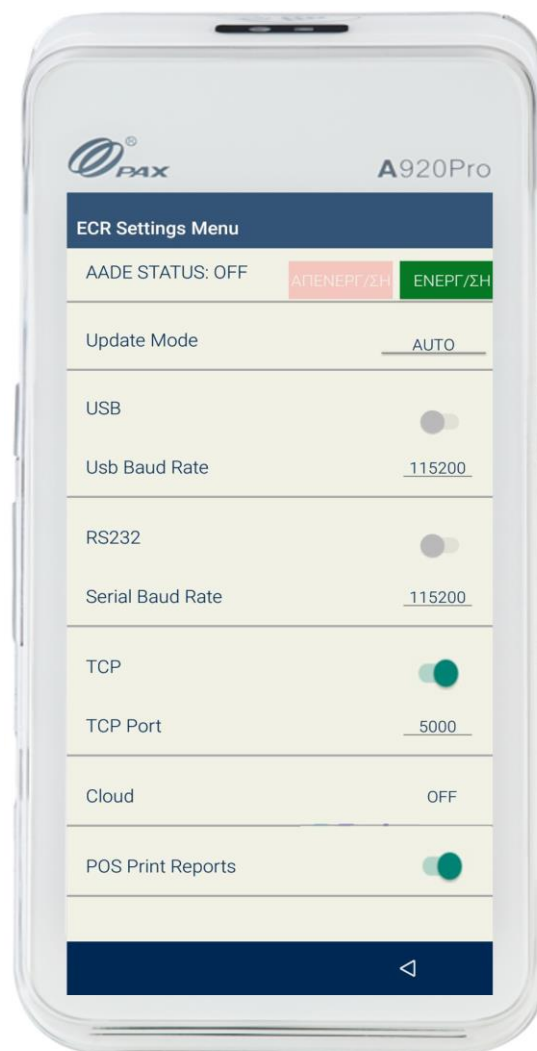 PAX®
A920Pro
ECR Settings Menu
AADE STATUS: OFF ΑΠΕΝΕΡΓ/ΣΗ ΕΝΕΡΓ/ΣΗ
Update Mode AUTO
USB
Usb Baud Rate 115200
RS232
Serial Baud Rate 115200
TCP
TCP Port 5000
Cloud OFF
POS Print Reports